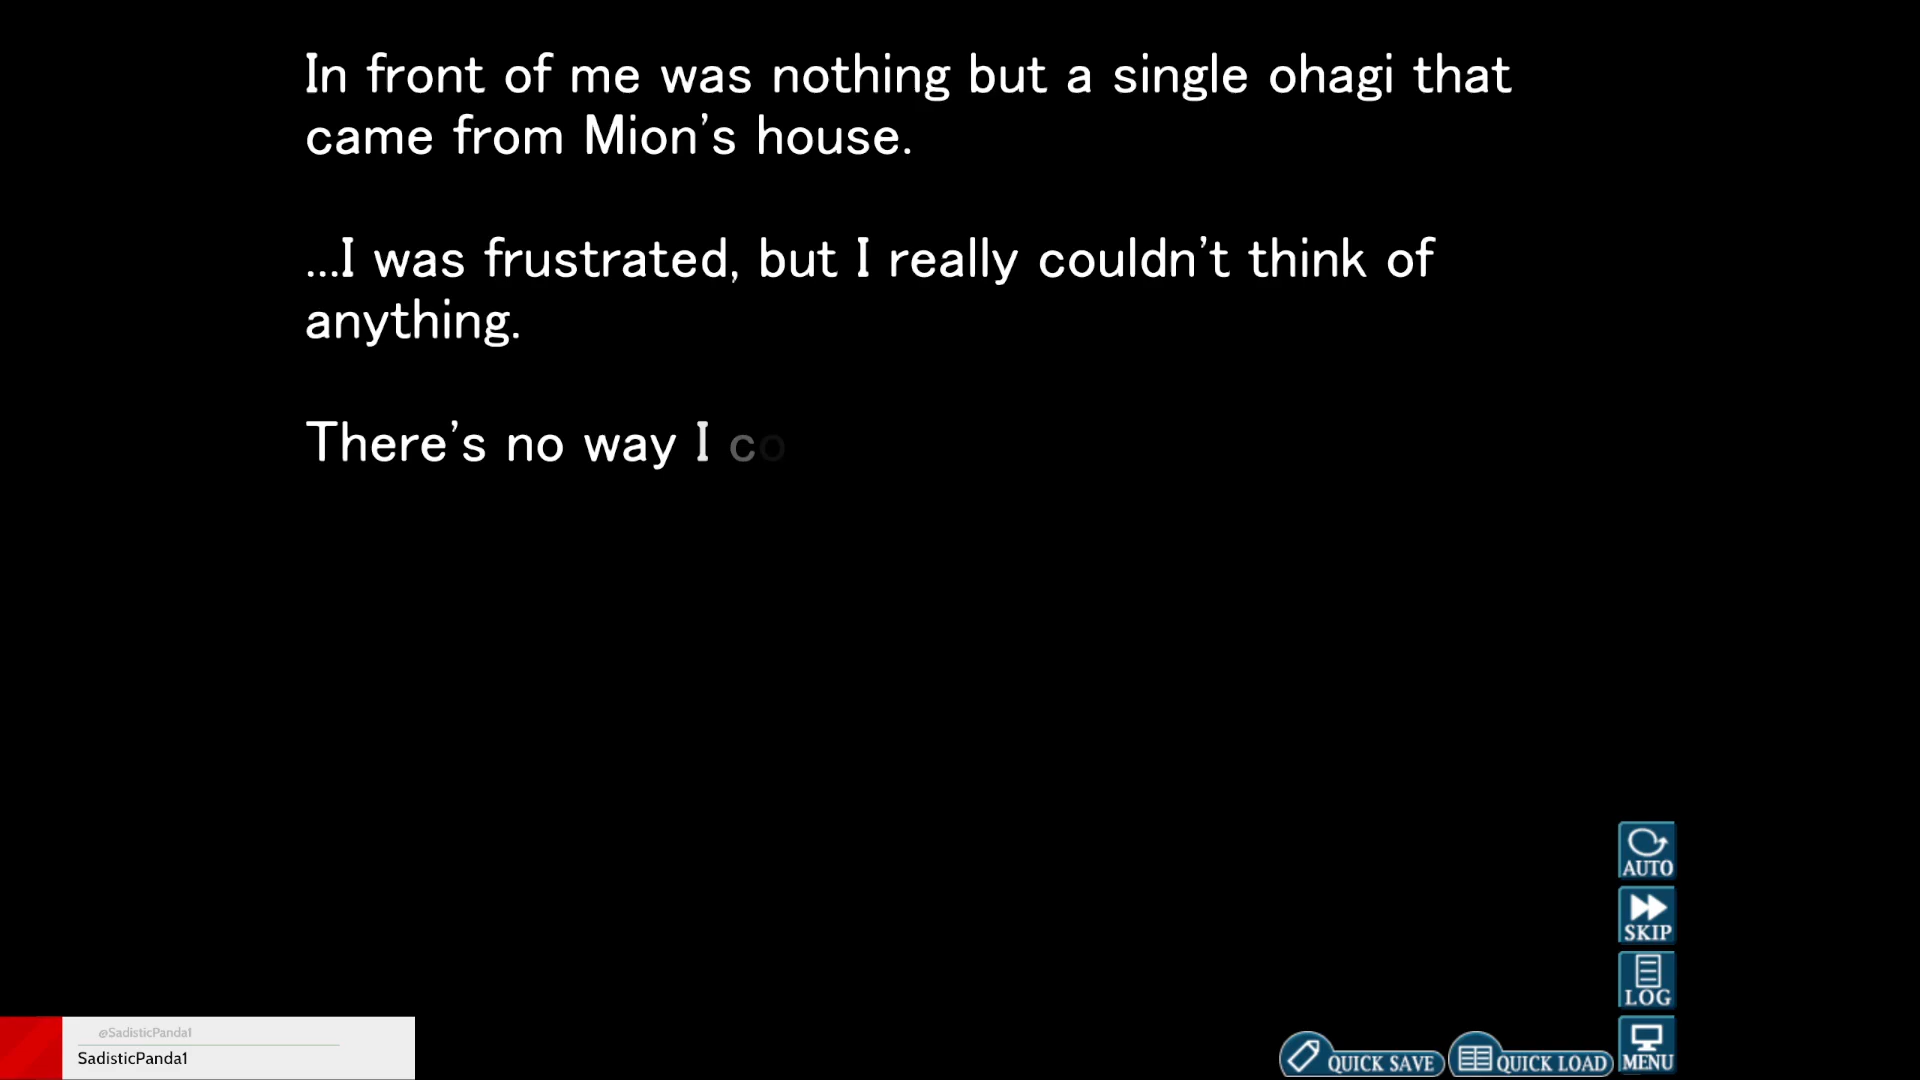 In front of me was nothing but a single ohagi that
came from Mion's house.
...I was frustrated, but I really couldn't think of
anything.
There's no way I co
AUTO
SKIP
LOG
MENU
QUICK SAVE
QUICK LOAD
@SadisticPanda1
SadisticPanda1